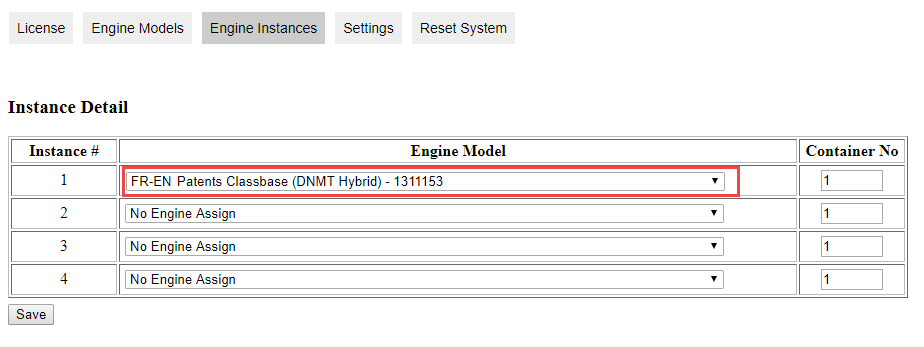 License Engine Models Engine Instances Settings Reset System
Instance Detail
Instance # Engine Model Container No
1 FR-EN Patents Classbase (DNMT Hybrid) - 1311153 1
2 No Engine Assign 1
3 No Engine Assign 1
4 No Engine Assign 1
Save